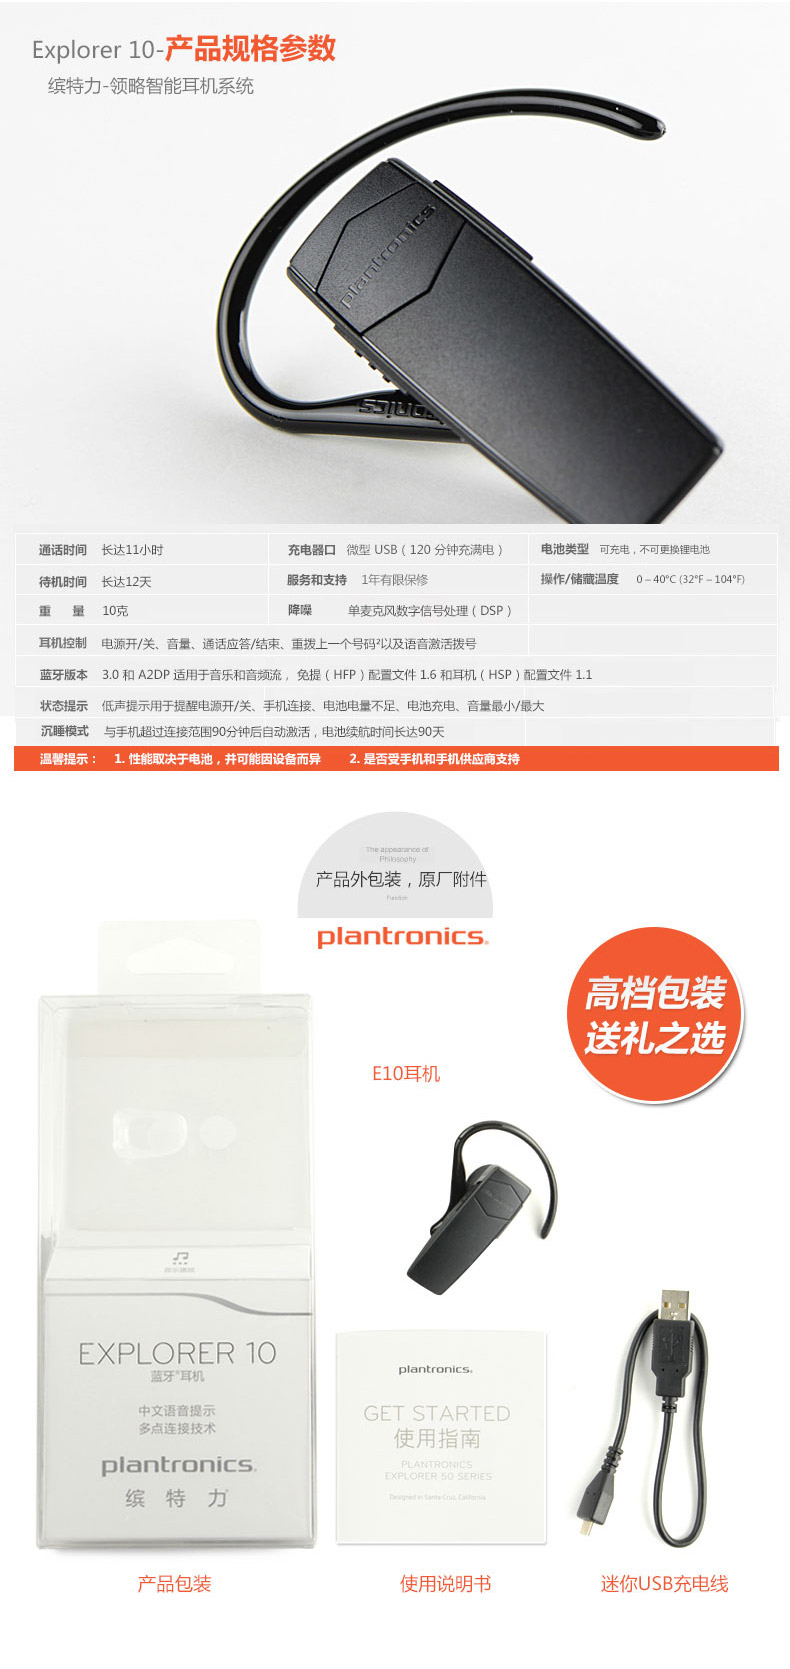 Explorer 10-产品规格参数
缤特力-领略智能耳机系统
plantronics
通话时间 长达11小时 充电器口 微型 USB（120 分钟充满电） 电池类型 可充电，不可更换锂电池
待机时间 长达12天 服务和支持 1年有限保修 操作/储藏温度 0 – 40°C (32°F – 104°F)
重 量 10克 降噪 单麦克风数字信号处理（DSP）
耳机控制 电源开/关、音量、通话应答/结束、重拨上一个号码²以及语音激活拨号
蓝牙版本 3.0 和 A2DP 适用于音乐和音频流， 免提（HFP）配置文件 1.6 和耳机（HSP）配置文件 1.1
状态提示 低声提示用于提醒电源开/关、手机连接、电池电量不足、电池充电、音量最小/最大
沉睡模式 与手机超过连接范围90分钟后自动激活，电池续航时间长达90天
温馨提示： 1. 性能取决于电池，并可能因设备而异 2. 是否受手机和手机供应商支持
The appearance of
Philosophy
产品外包装，原厂附件
Function
plantronics.
高档包装
送礼之选
E10耳机
EXPLORER 10
蓝牙®耳机
中文语音提示
多点连接技术
plantronics.
缤特力
plantronics.
GET STARTED
使用指南
PLANTRONICS
EXPLORER 50 SERIES
Designed in Santa Cruz, California
产品包装 使用说明书 迷你USB充电线